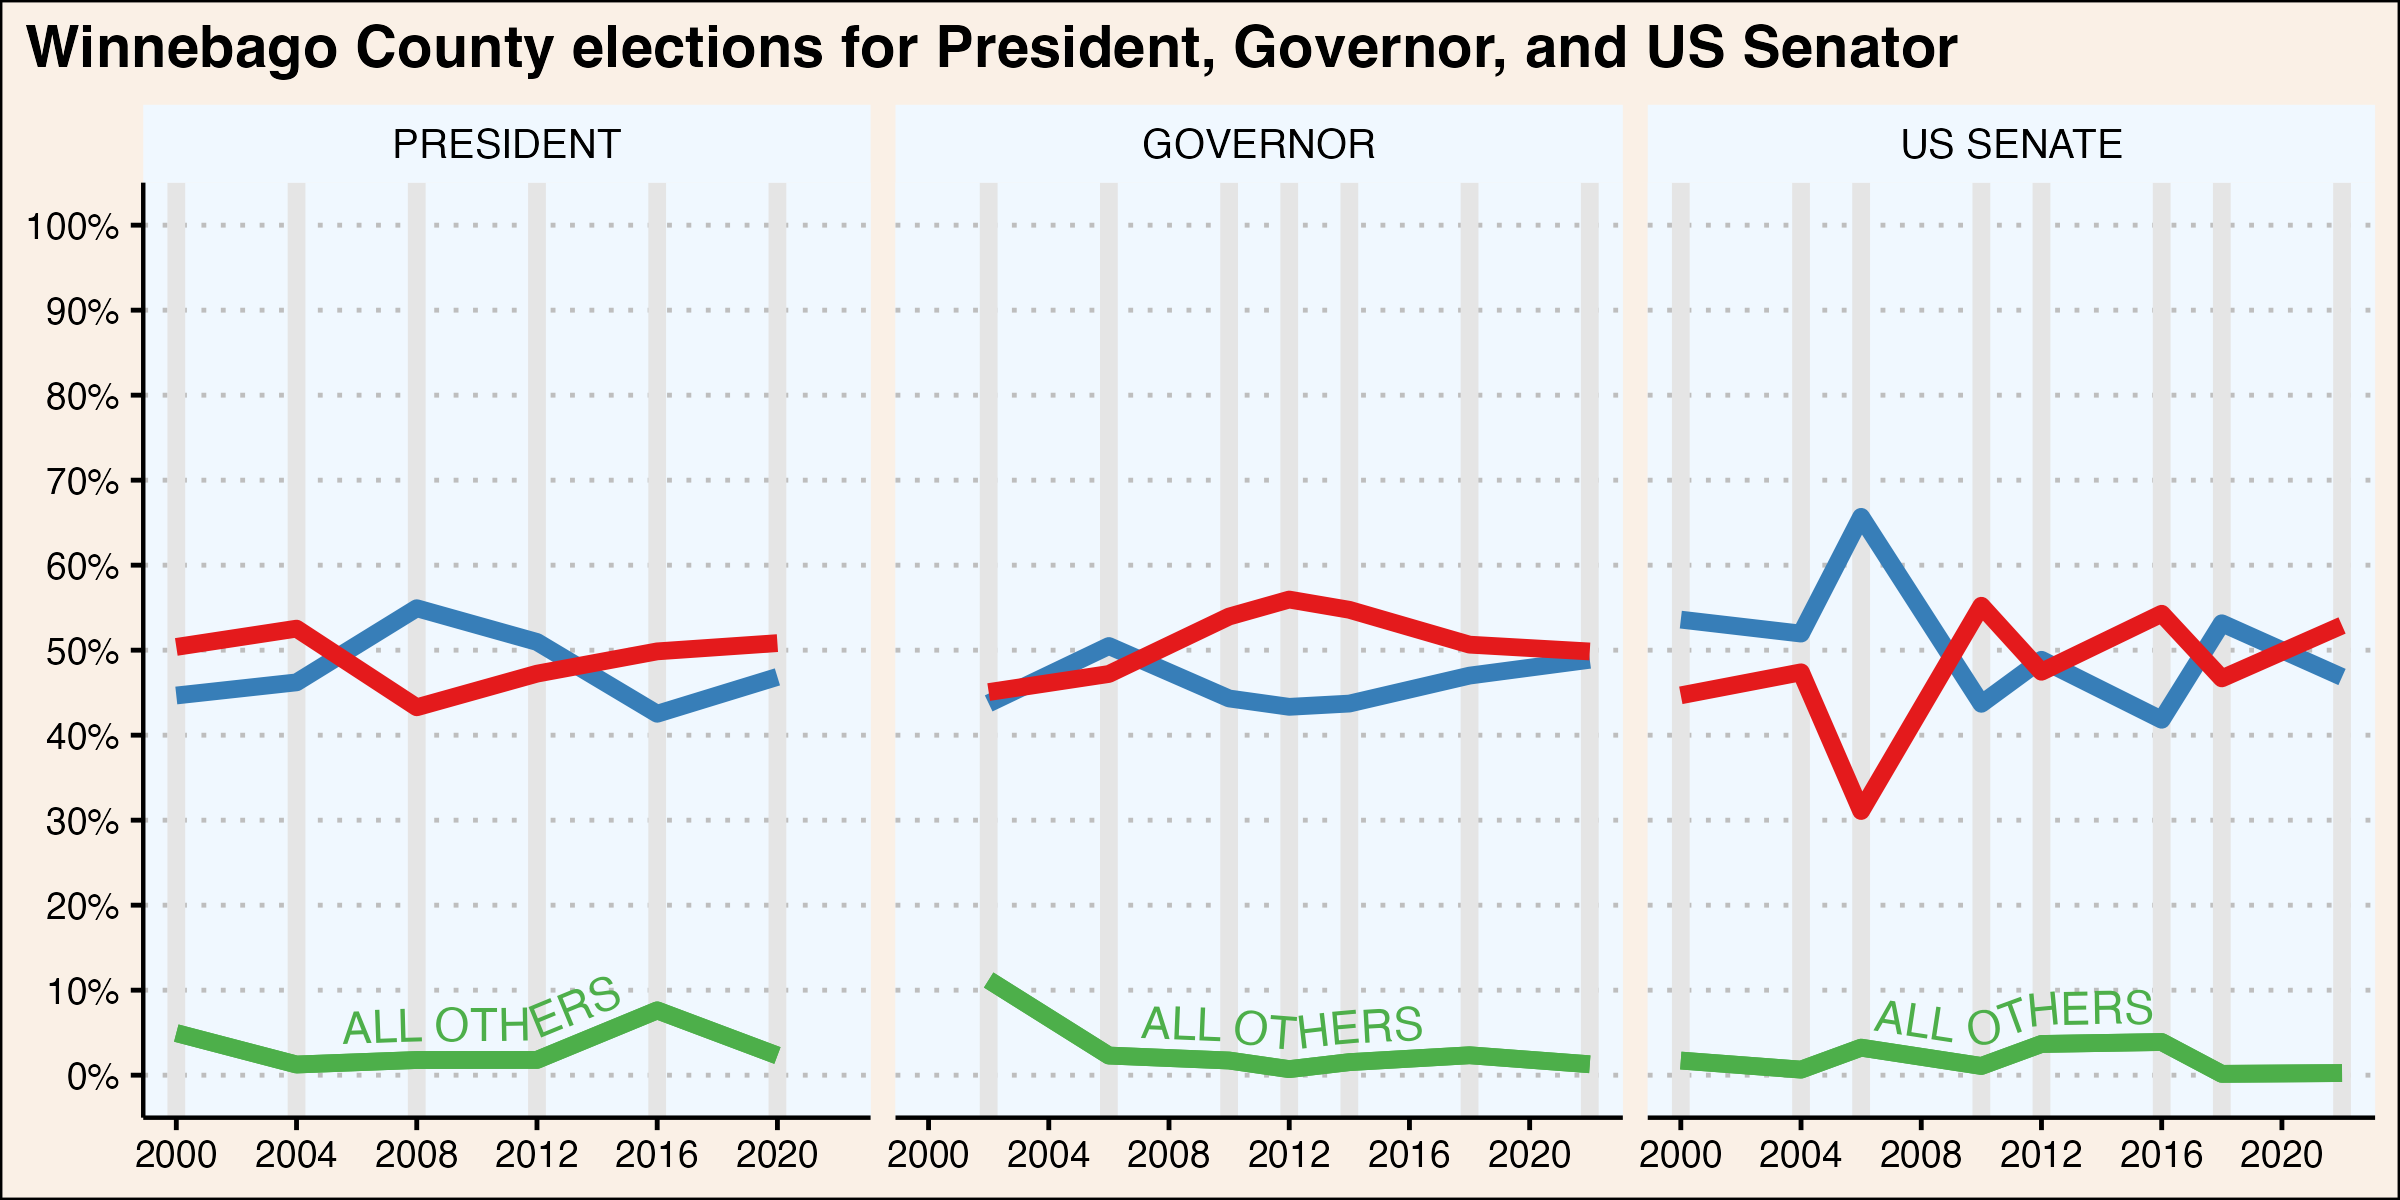 Winnebago County elections for President, Governor, and US Senator
PRESIDENT
GOVERNOR
US SENATE
100%
90%
80%
70%
60%
50%
40%
30%
20%
10%
0%
ALL OTHERS
ALL OTHERS
ALL OTHERS
2000 2004 2008 2012 2016 2020
2000 2004 2008 2012 2016 2020
2000 2004 2008 2012 2016 2020